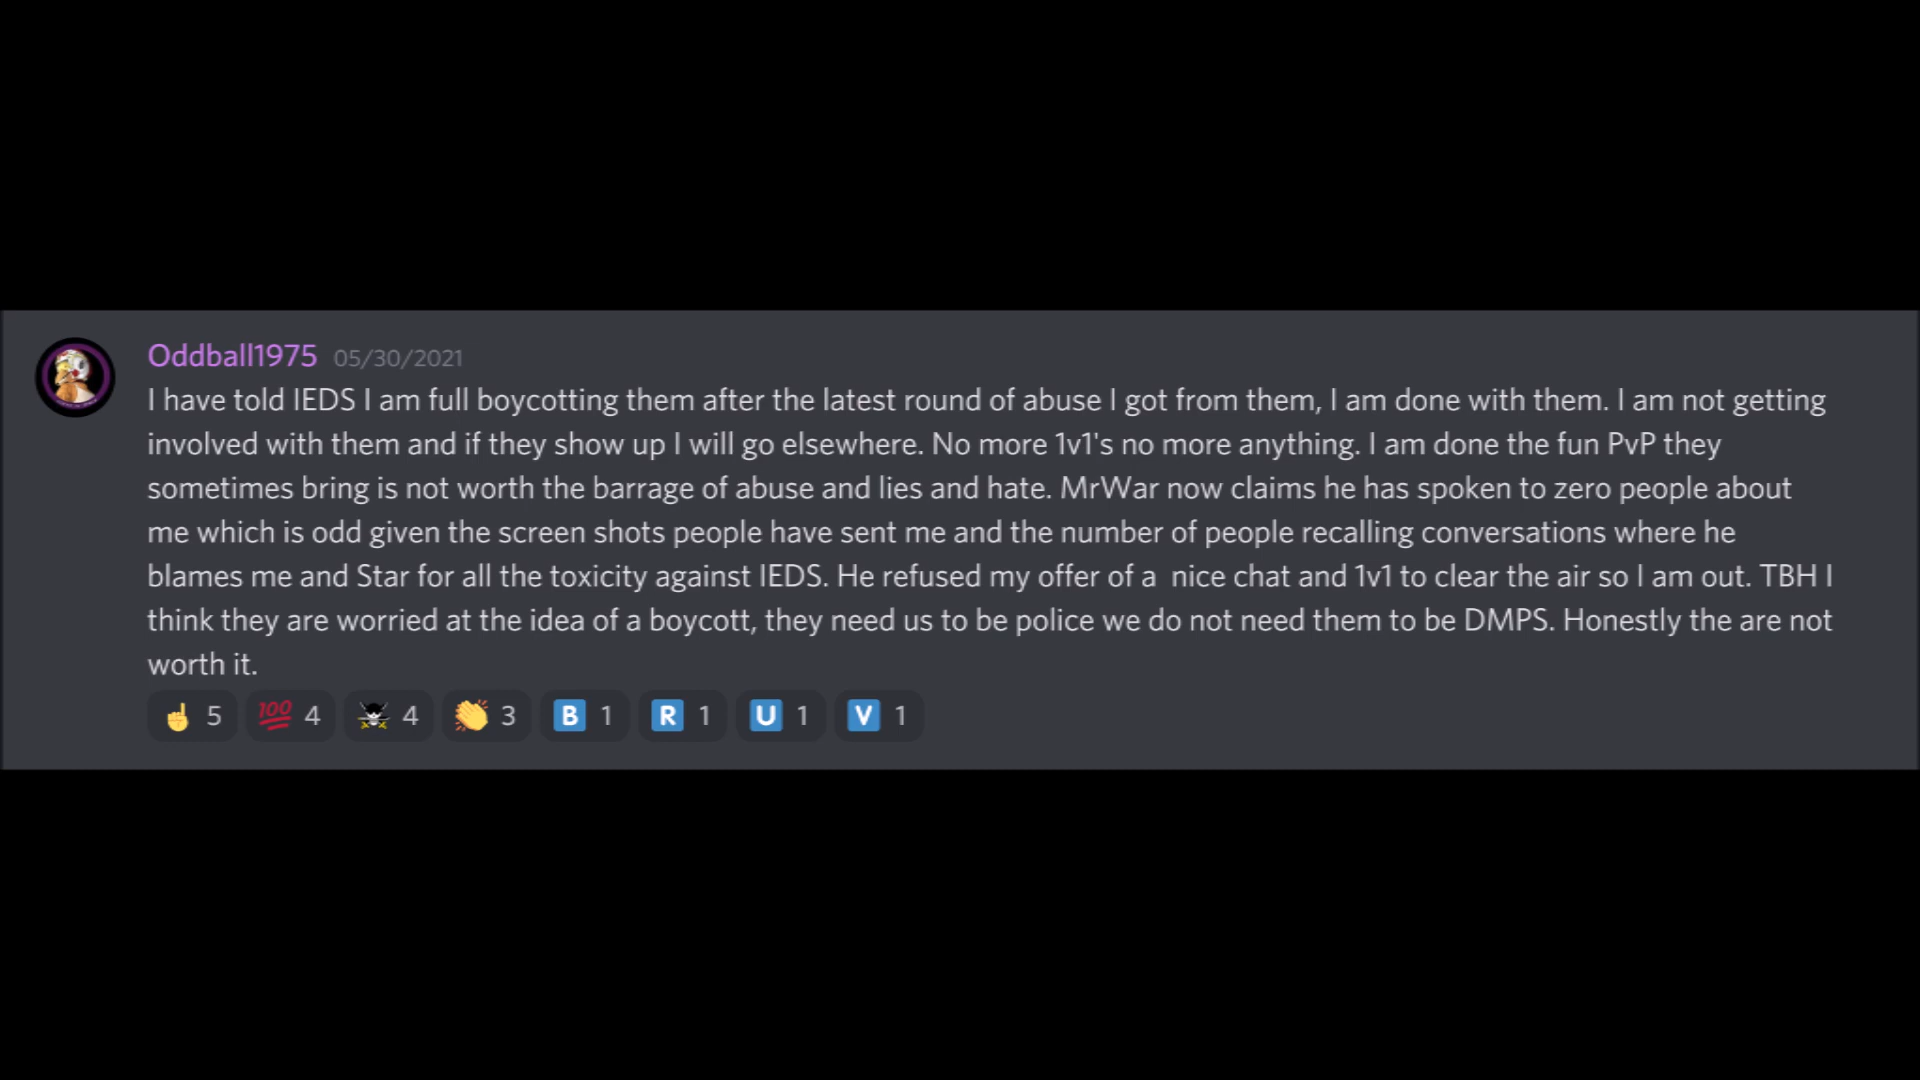 Oddball1975 05/30/2021
I have told IEDS I am full boycotting them after the latest round of abuse I got from them, I am done with them. I am not getting
involved with them and if they show up I will go elsewhere. No more 1v1's no more anything. I am done the fun PvP they
sometimes bring is not worth the barrage of abuse and lies and hate. MrWar now claims he has spoken to zero people about
me which is odd given the screen shots people have sent me and the number of people recalling conversations where he
blames me and Star for all the toxicity against IEDS. He refused my offer of a  nice chat and 1v1 to clear the air so I am out. TBH I
think they are worried at the idea of a boycott, they need us to be police we do not need them to be DMPS. Honestly the are not
worth it.
5 100 4 4 3 B 1 R 1 U 1 V 1